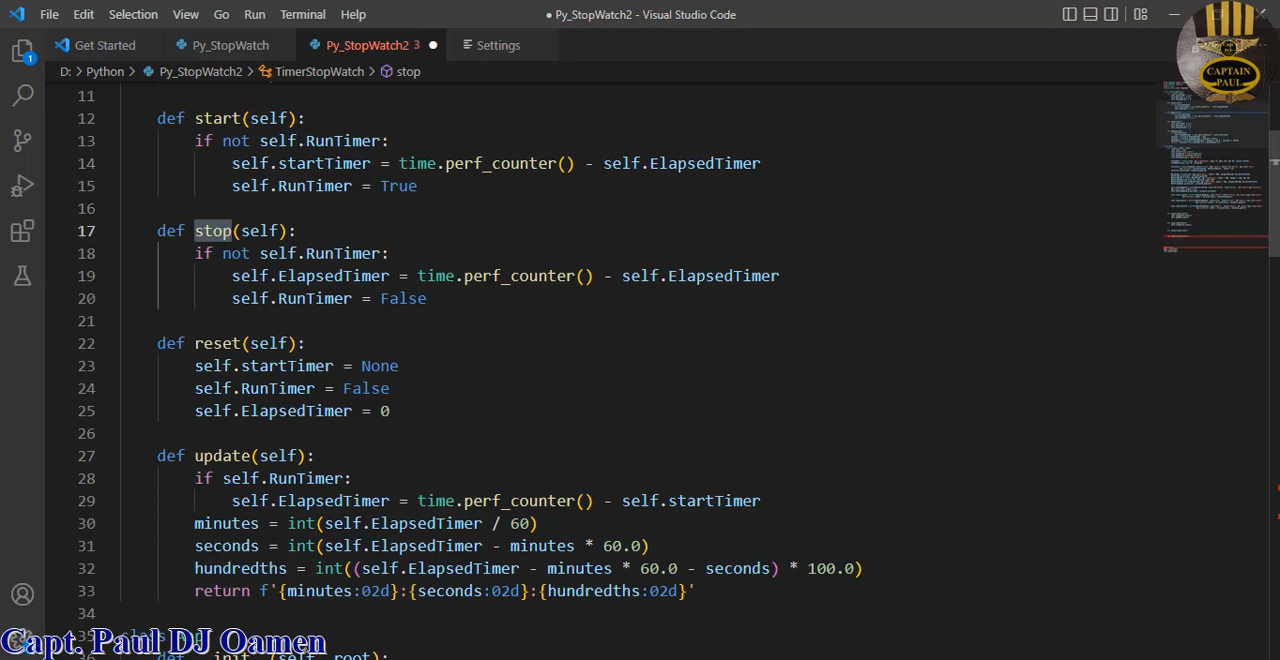 File Edit Selection View Go Run Terminal Help ● Py_StopWatch2 - Visual Studio Code
Get Started Py_StopWatch Py_StopWatch2 3 ● Settings
D: > Python > Py_StopWatch2 > TimerStopWatch > stop
CAPTAIN
PAUL
1
11
12 def start(self):
13 if not self.RunTimer:
14 self.startTimer = time.perf_counter() - self.ElapsedTimer
15 self.RunTimer = True
16
17 def stop(self):
18 if not self.RunTimer:
19 self.ElapsedTimer = time.perf_counter() - self.ElapsedTimer
20 self.RunTimer = False
21
22 def reset(self):
23 self.startTimer = None
24 self.RunTimer = False
25 self.ElapsedTimer = 0
26
27 def update(self):
28 if self.RunTimer:
29 self.ElapsedTimer = time.perf_counter() - self.startTimer
30 minutes = int(self.ElapsedTimer / 60)
31 seconds = int(self.ElapsedTimer - minutes * 60.0)
32 hundredths = int((self.ElapsedTimer - minutes * 60.0 - seconds) * 100.0)
33 return f'{minutes:02d}:{seconds:02d}:{hundredths:02d}'
34
Capt. Paul DJ Oamen
def __init__(self, root):